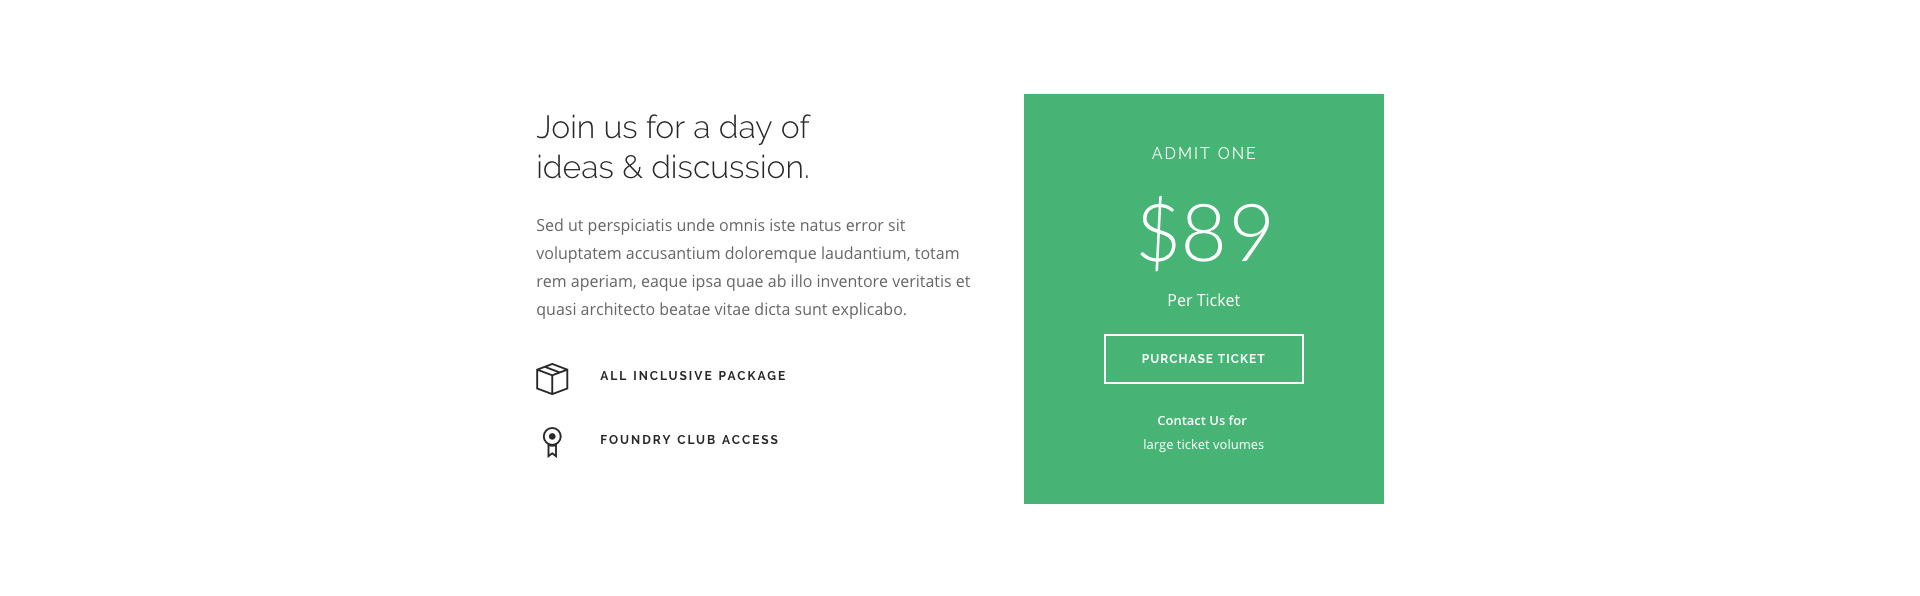 Join us for a day of
ideas & discussion.
Sed ut perspiciatis unde omnis iste natus error sit
voluptatem accusantium doloremque laudantium, totam
rem aperiam, eaque ipsa quae ab illo inventore veritatis et
quasi architecto beatae vitae dicta sunt explicabo.
ALL INCLUSIVE PACKAGE
FOUNDRY CLUB ACCESS
ADMIT ONE
$89
Per Ticket
PURCHASE TICKET
Contact Us for
large ticket volumes